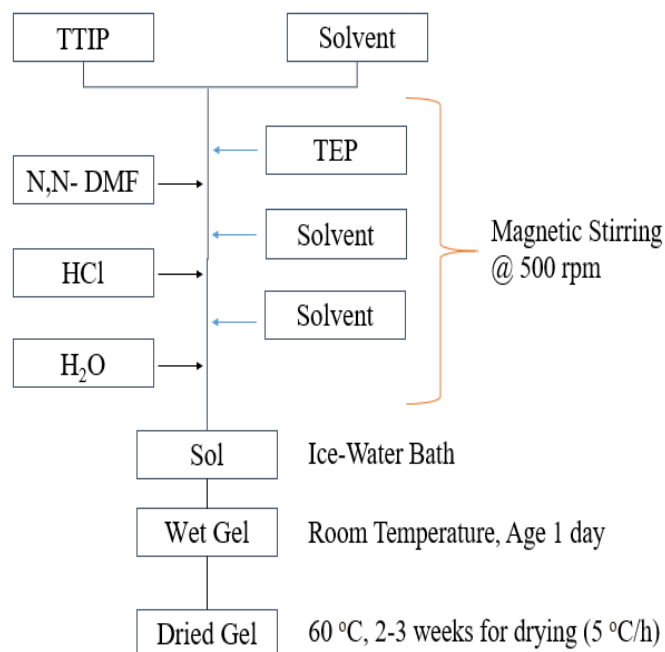 TTIP
Solvent
TEP
N,N- DMF
Solvent
Magnetic Stirring
@ 500 rpm
HCl
Solvent
H₂O
Sol
Ice-Water Bath
Wet Gel
Room Temperature, Age 1 day
Dried Gel
60 °C, 2-3 weeks for drying (5 °C/h)